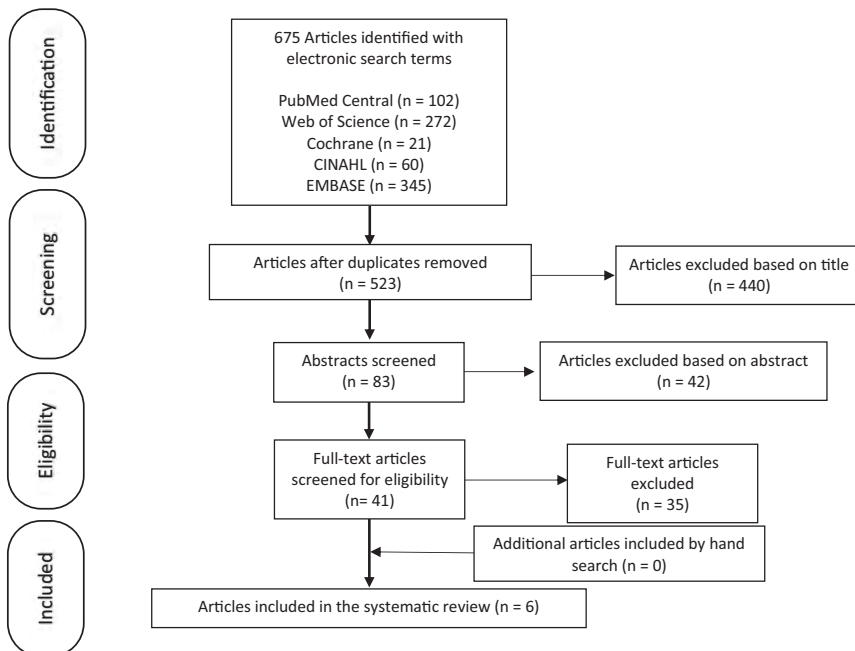 Identification
675 Articles identified with
electronic search terms
PubMed Central (n = 102)
Web of Science (n = 272)
Cochrane (n = 21)
CINAHL (n = 60)
EMBASE (n = 345)
Screening
Articles after duplicates removed
(n = 523)
Articles excluded based on title
(n = 440)
Abstracts screened
(n = 83)
Articles excluded based on abstract
(n = 42)
Eligibility
Full-text articles
screened for eligibility
(n= 41)
Full-text articles
excluded
(n = 35)
Included
Additional articles included by hand
search (n = 0)
Articles included in the systematic review (n = 6)